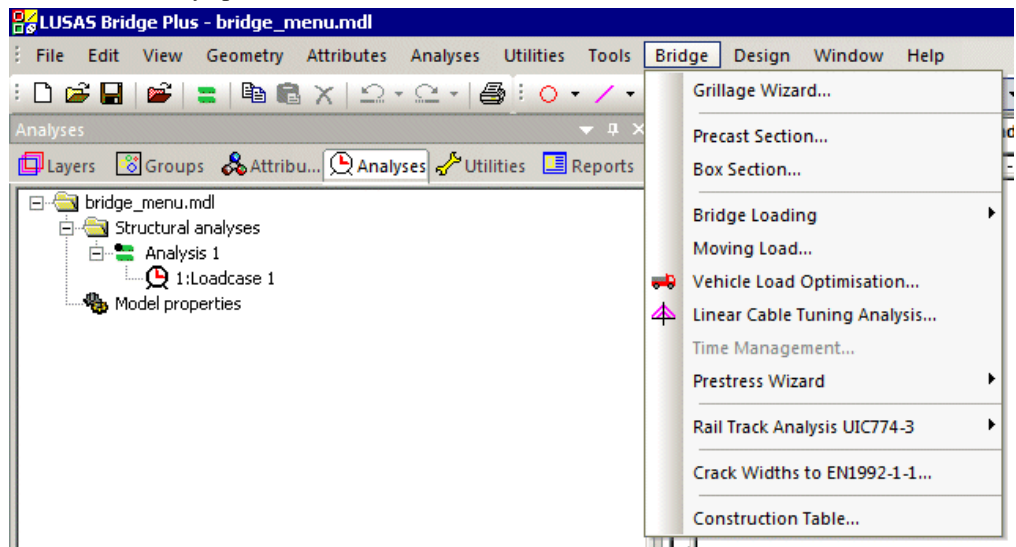 LUSAS Bridge Plus - bridge_menu.mdl
File Edit View Geometry Attributes Analyses Utilities Tools Bridge Design Window Help
Analyses
Layers Groups Attribu... Analyses Utilities Reports
bridge_menu.mdl
Structural analyses
Analysis 1
1:Loadcase 1
Model properties
Grillage Wizard...
Precast Section...
Box Section...
Bridge Loading
Moving Load...
Vehicle Load Optimisation...
Linear Cable Tuning Analysis...
Time Management...
Prestress Wizard
Rail Track Analysis UIC774-3
Crack Widths to EN1992-1-1...
Construction Table...